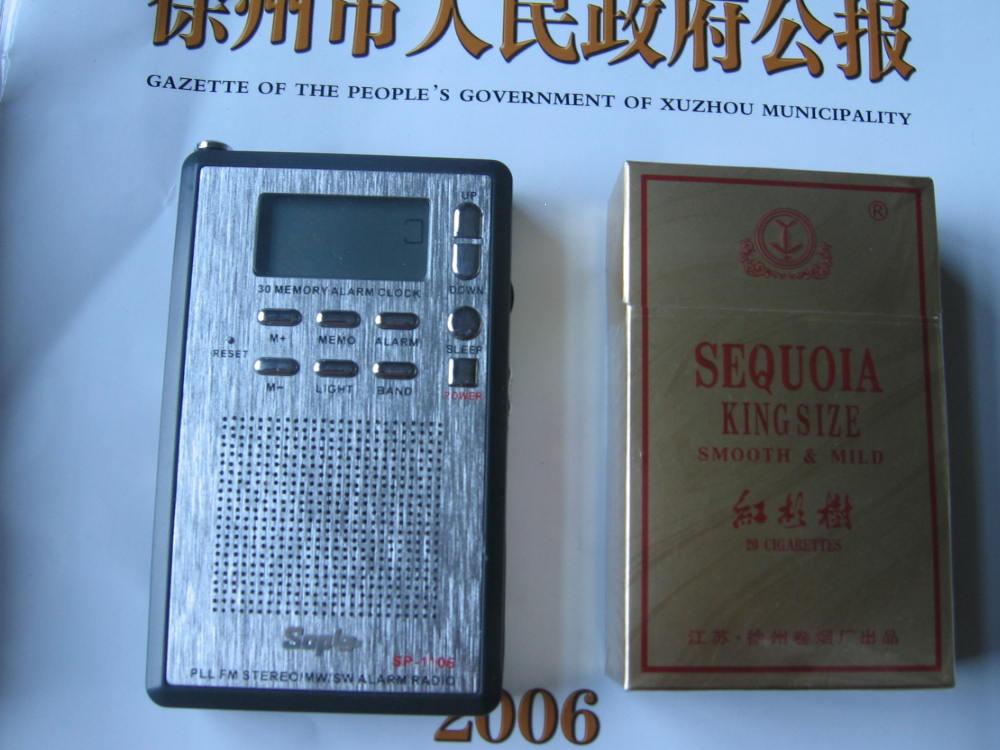 徐州市人民政府公报
GAZETTE OF THE PEOPLE'S GOVERNMENT OF XUZHOU MUNICIPALITY
UP
DOWN
30 MEMORY ALARM CLOCK
M+ MEMO ALARM
SLEEP
RESET
M- LIGHT BAND
POWER
SP-1106
PLL FM STEREO/MW/SW ALARM RADIO
®
SEQUOIA
KING SIZE
SMOOTH & MILD
紅杉樹
20 CIGARETTES
江苏·徐州卷烟厂出品
2006